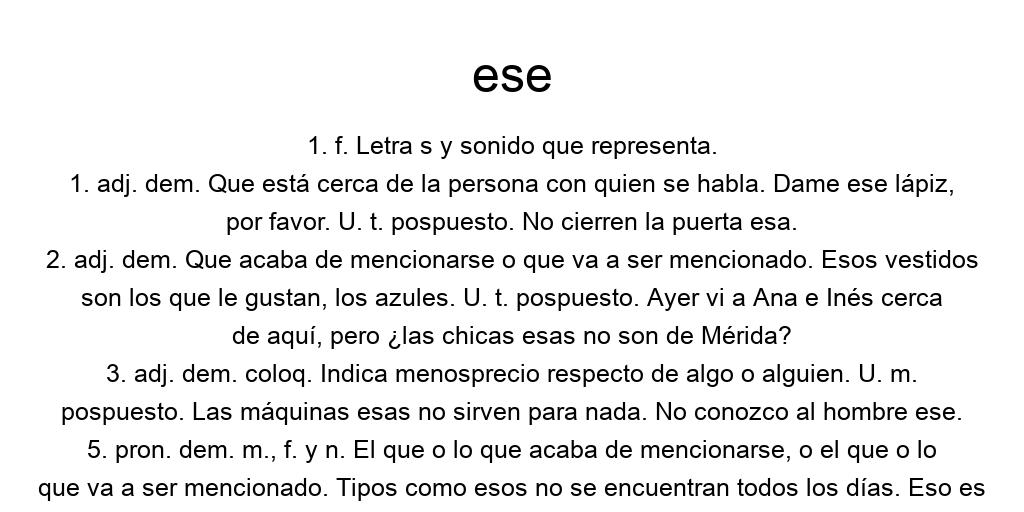 ese
1. f. Letra s y sonido que representa.
1. adj. dem. Que está cerca de la persona con quien se habla. Dame ese lápiz,
por favor. U. t. pospuesto. No cierren la puerta esa.
2. adj. dem. Que acaba de mencionarse o que va a ser mencionado. Esos vestidos
son los que le gustan, los azules. U. t. pospuesto. Ayer vi a Ana e Inés cerca
de aquí, pero ¿las chicas esas no son de Mérida?
3. adj. dem. coloq. Indica menosprecio respecto de algo o alguien. U. m.
pospuesto. Las máquinas esas no sirven para nada. No conozco al hombre ese.
5. pron. dem. m., f. y n. El que o lo que acaba de mencionarse, o el que o lo
que va a ser mencionado. Tipos como esos no se encuentran todos los días. Eso es